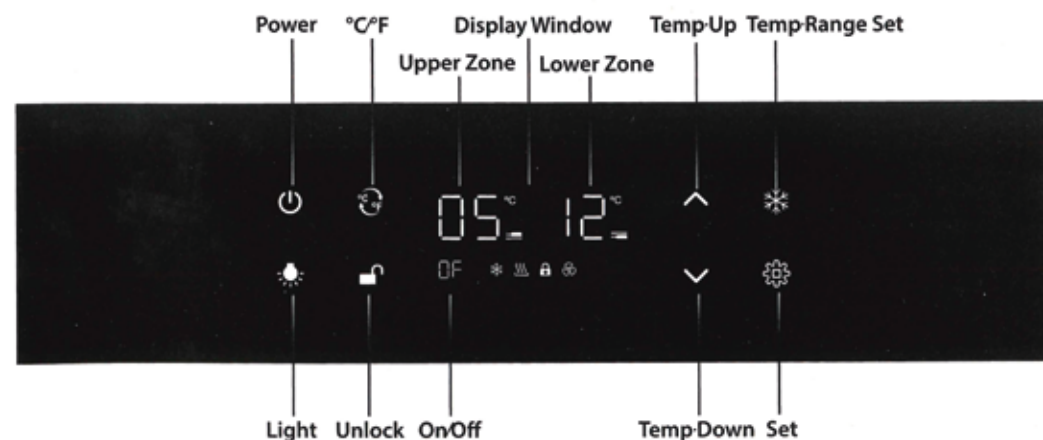 Power °C/°F Display Window Temp·Up Temp·Range Set
Upper Zone Lower Zone
°C °C
05 12
°C °F
0F
Light Unlock On/Off Temp·Down Set